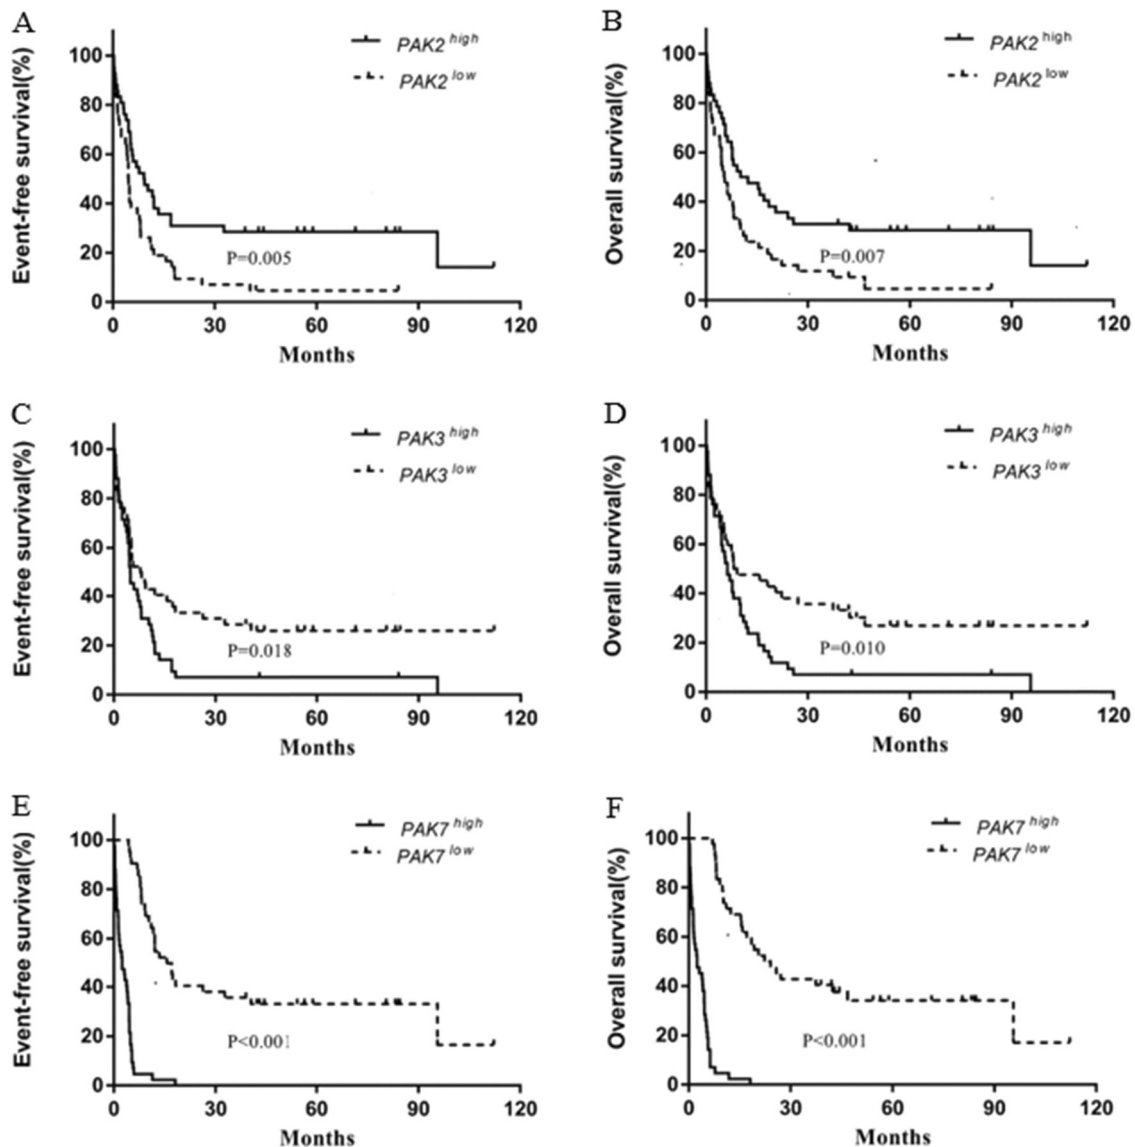 A
Event-free survival(%)
100
80
60
40
20
0
PAK2 high
PAK2 low
P=0.005
0 30 60 90 120
Months
B
Overall survival(%)
100
80
60
40
20
0
PAK2 high
PAK2 low
P=0.007
0 30 60 90 120
Months
C
Event-free survival(%)
100
80
60
40
20
0
PAK3 high
PAK3 low
P=0.018
0 30 60 90 120
Months
D
Overall survival(%)
100
80
60
40
20
0
PAK3 high
PAK3 low
P=0.010
0 30 60 90 120
Months
E
Event-free survival(%)
100
80
60
40
20
0
PAK7 high
PAK7 low
P<0.001
0 30 60 90 120
Months
F
Overall survival(%)
100
80
60
40
20
0
PAK7 high
PAK7 low
P<0.001
0 30 60 90 120
Months